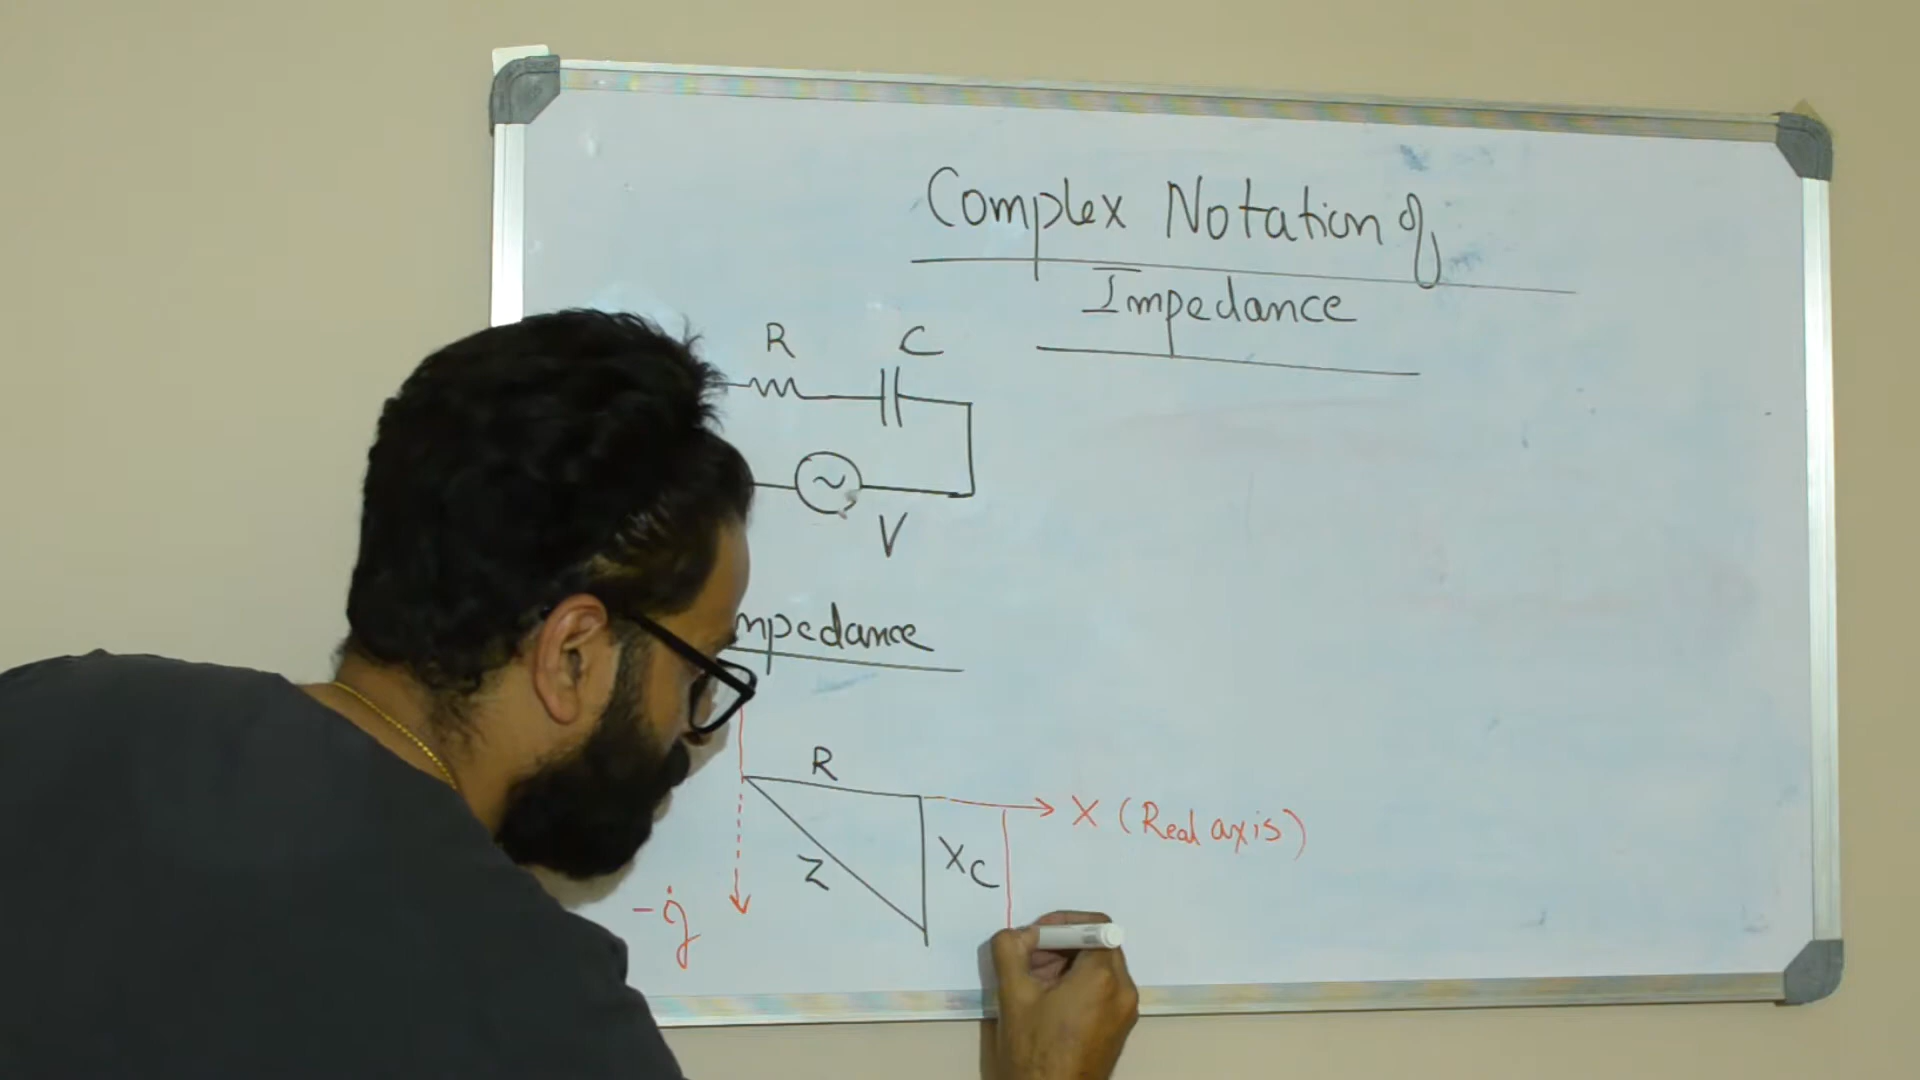 Complex Notation of
Impedance
R C
V
mpedance
R
X (Real axis)
Xc
Z
-j